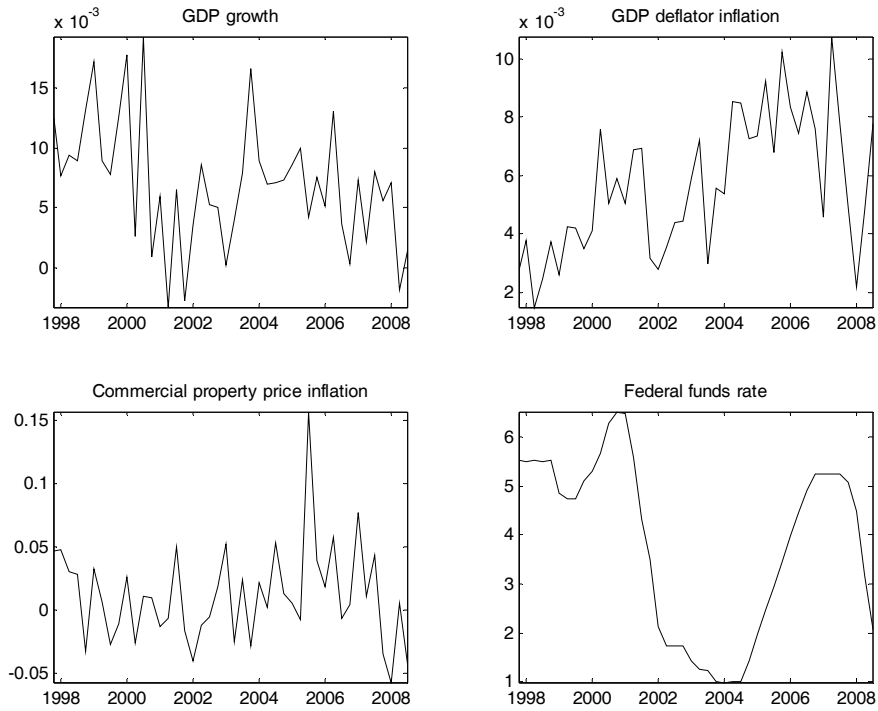 GDP growth
x 10⁻³
15
10
5
0
1998 2000 2002 2004 2006 2008
GDP deflator inflation
x 10⁻³
10
8
6
4
2
1998 2000 2002 2004 2006 2008
Commercial property price inflation
0.15
0.1
0.05
0
-0.05
1998 2000 2002 2004 2006 2008
Federal funds rate
6
5
4
3
2
1
1998 2000 2002 2004 2006 2008